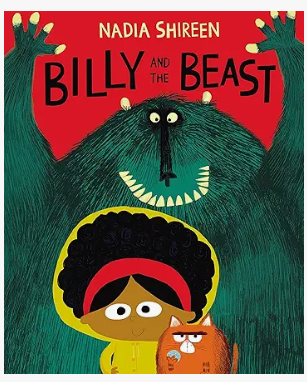 NADIA SHIREEN
BILLY AND THE BEAST